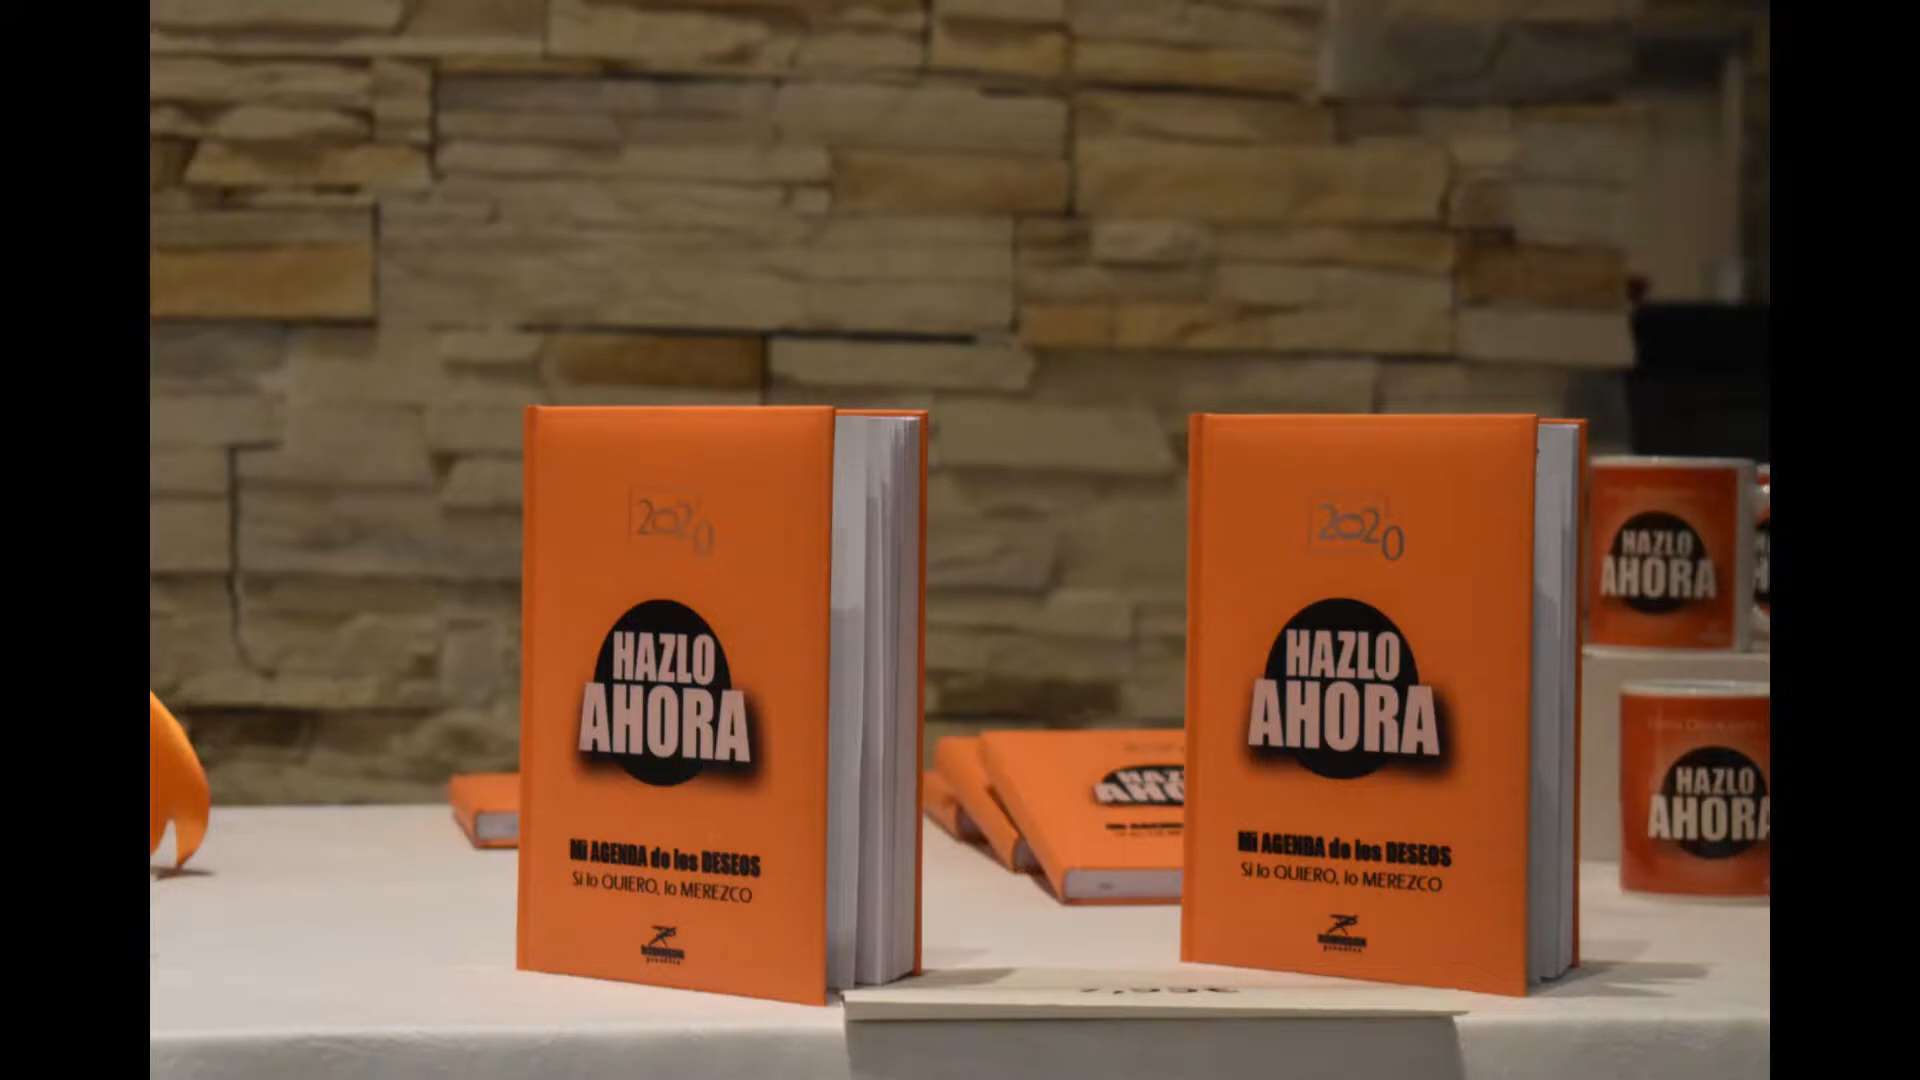 2020
HAZLO
AHORA
Mi AGENDA de los DESEOS
Si lo QUIERO, lo MEREZCO
2020
HAZLO
AHORA
Mi AGENDA de los DESEOS
Si lo QUIERO, lo MEREZCO
HAZLO
AHORA
HAZLO
AHORA